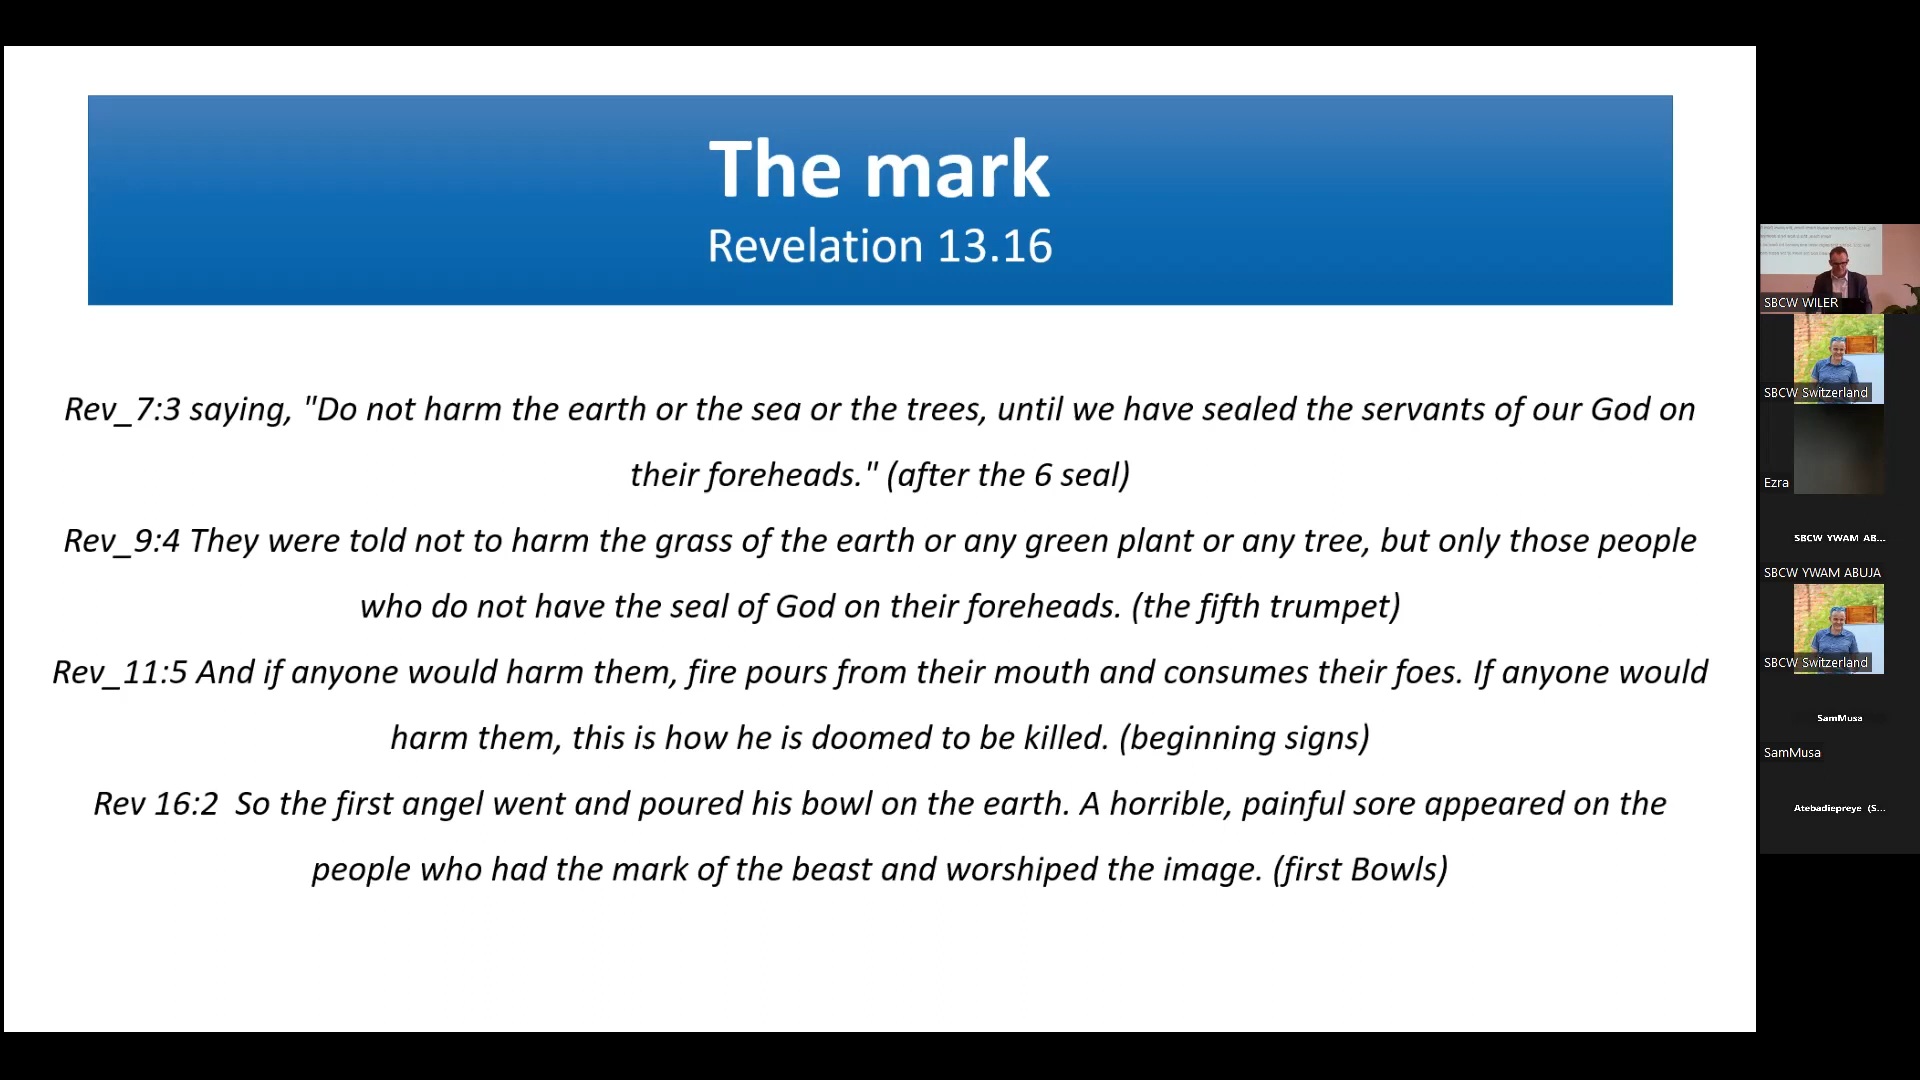 The mark
Revelation 13.16
Rev_7:3 saying, "Do not harm the earth or the sea or the trees, until we have sealed the servants of our God on
their foreheads." (after the 6 seal)
Rev_9:4 They were told not to harm the grass of the earth or any green plant or any tree, but only those people
who do not have the seal of God on their foreheads. (the fifth trumpet)
Rev_11:5 And if anyone would harm them, fire pours from their mouth and consumes their foes. If anyone would
harm them, this is how he is doomed to be killed. (beginning signs)
Rev 16:2  So the first angel went and poured his bowl on the earth. A horrible, painful sore appeared on the
people who had the mark of the beast and worshiped the image. (first Bowls)
SBCW WILER
SBCW Switzerland
Ezra
SBCW YWAM AB...
SBCW YWAM ABUJA
SBCW Switzerland
SamMusa
SamMusa
Atebadiepreye (S...